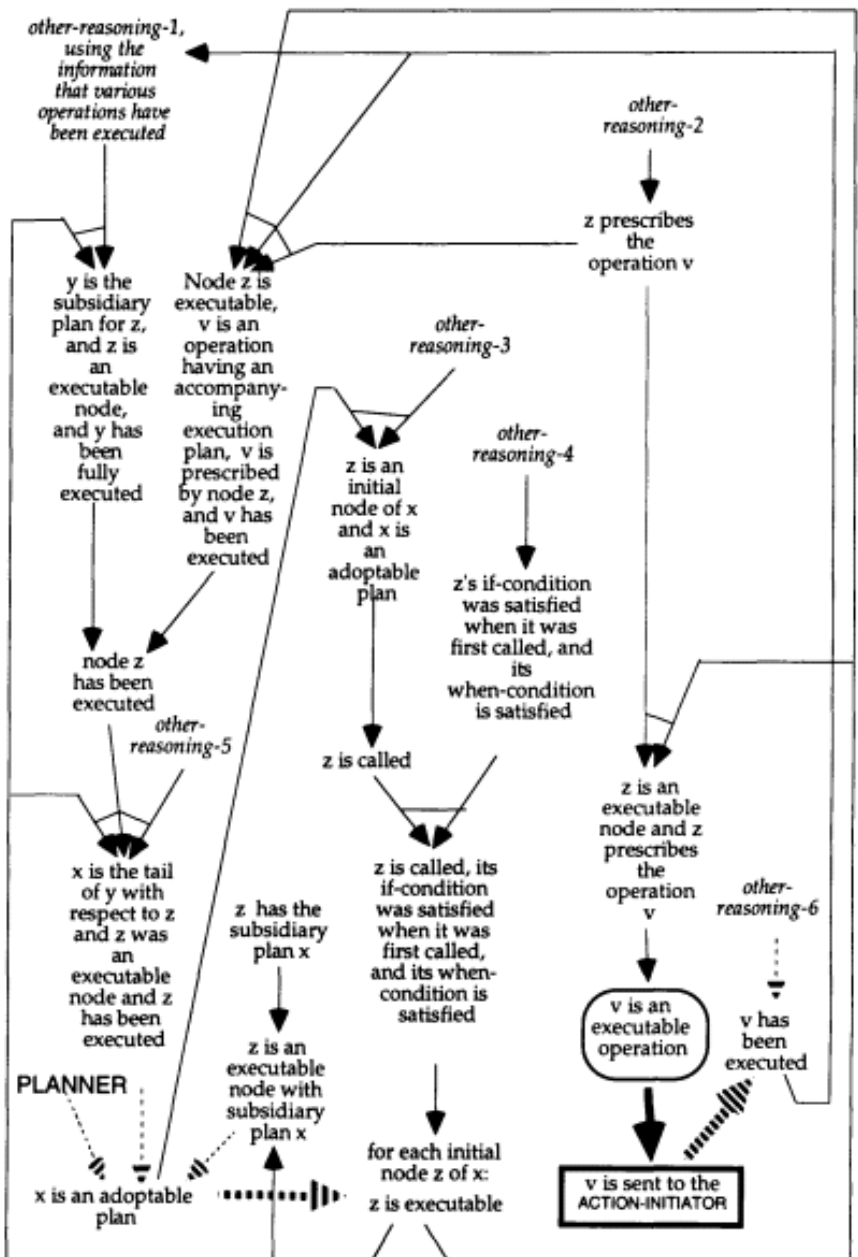 other-reasoning-1,
using the
information
that various
operations have
been executed
other-
reasoning-2
z prescribes
the
operation v
y is the
subsidiary
plan for z,
and z is
an
executable
node,
and y has
been
fully
executed
Node z is
executable,
v is an
operation
having an
accompany-
ing
execution
plan, v is
prescribed
by node z,
and v has
been
executed
other-
reasoning-3
other-
reasoning-4
z is an
initial
node of x
and x is
an
adoptable
plan
z's if-condition
was satisfied
when it was
first called, and
its
when-condition
is satisfied
node z
has been
executed
other-
reasoning-5
z is called
z is an
executable
node and z
prescribes
the
operation
v
x is the tail
of y with
respect to z
and z was
an
executable
node and z
has been
executed
z has the
subsidiary
plan x
z is called, its
if-condition
was satisfied
when it was
first called,
and its when-
condition is
satisfied
other-
reasoning-6
v is an
executable
operation
v has
been
executed
z is an
executable
node with
subsidiary
plan x
PLANNER
x is an adoptable
plan
for each initial
node z of x:
z is executable
v is sent to the
ACTION-INITIATOR